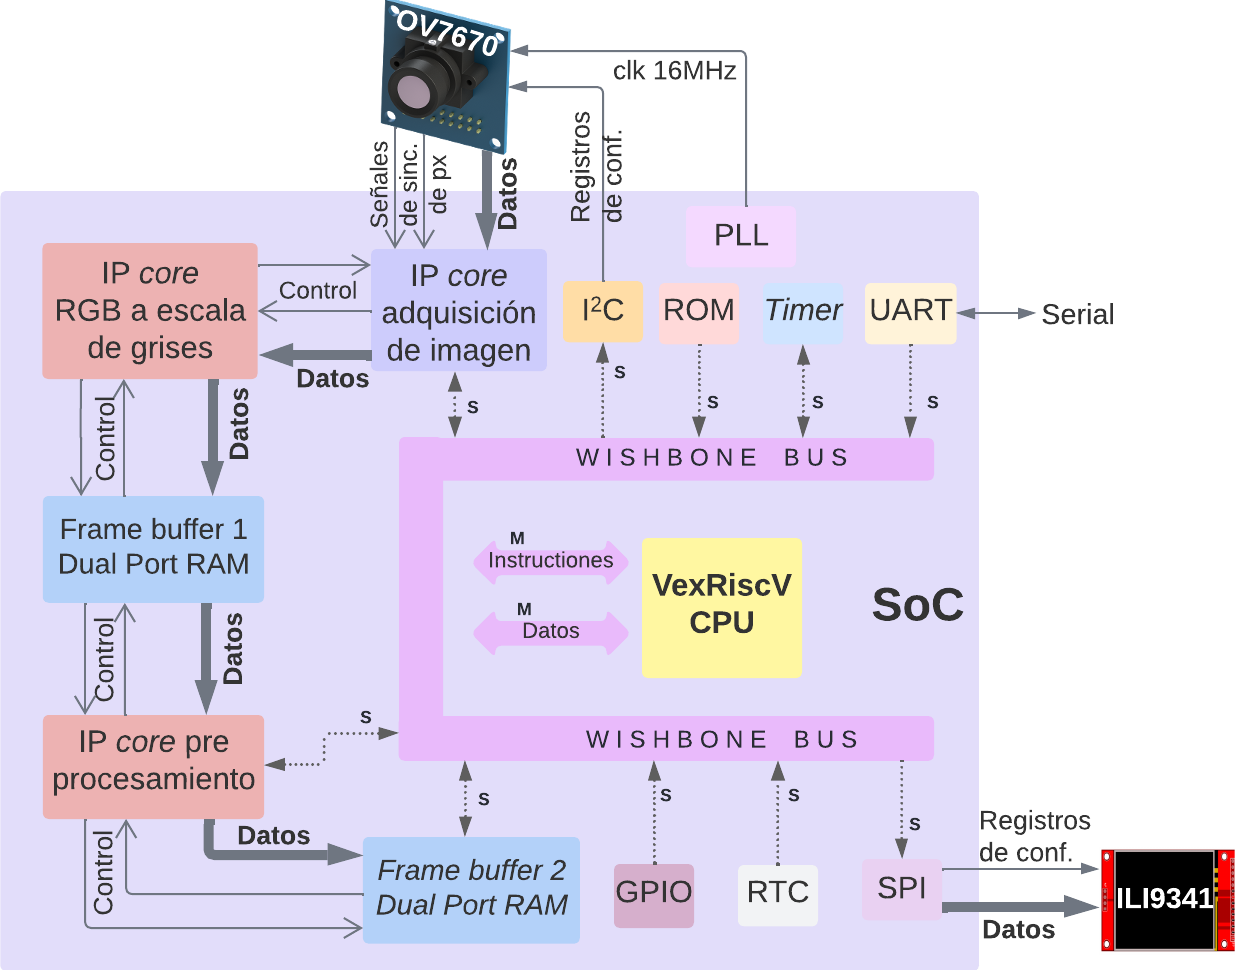 OV7670
clk 16MHz
Registros
de conf.
Señales
de sinc.
de px
Datos
PLL
IP core
RGB a escala
de grises
Control
Datos
IP core
adquisición
de imagen
I²C
ROM
Timer
UART
Serial
S
S
S
S
S
Control
Datos
WISHBONE BUS
Frame buffer 1
Dual Port RAM
M
Instructiones
M
Datos
VexRiscV
CPU
SoC
Control
Datos
IP core pre
procesamiento
S
WISHBONE BUS
S
S
S
S
Control
Datos
Frame buffer 2
Dual Port RAM
GPIO
RTC
SPI
Registros
de conf.
Datos
ILI9341